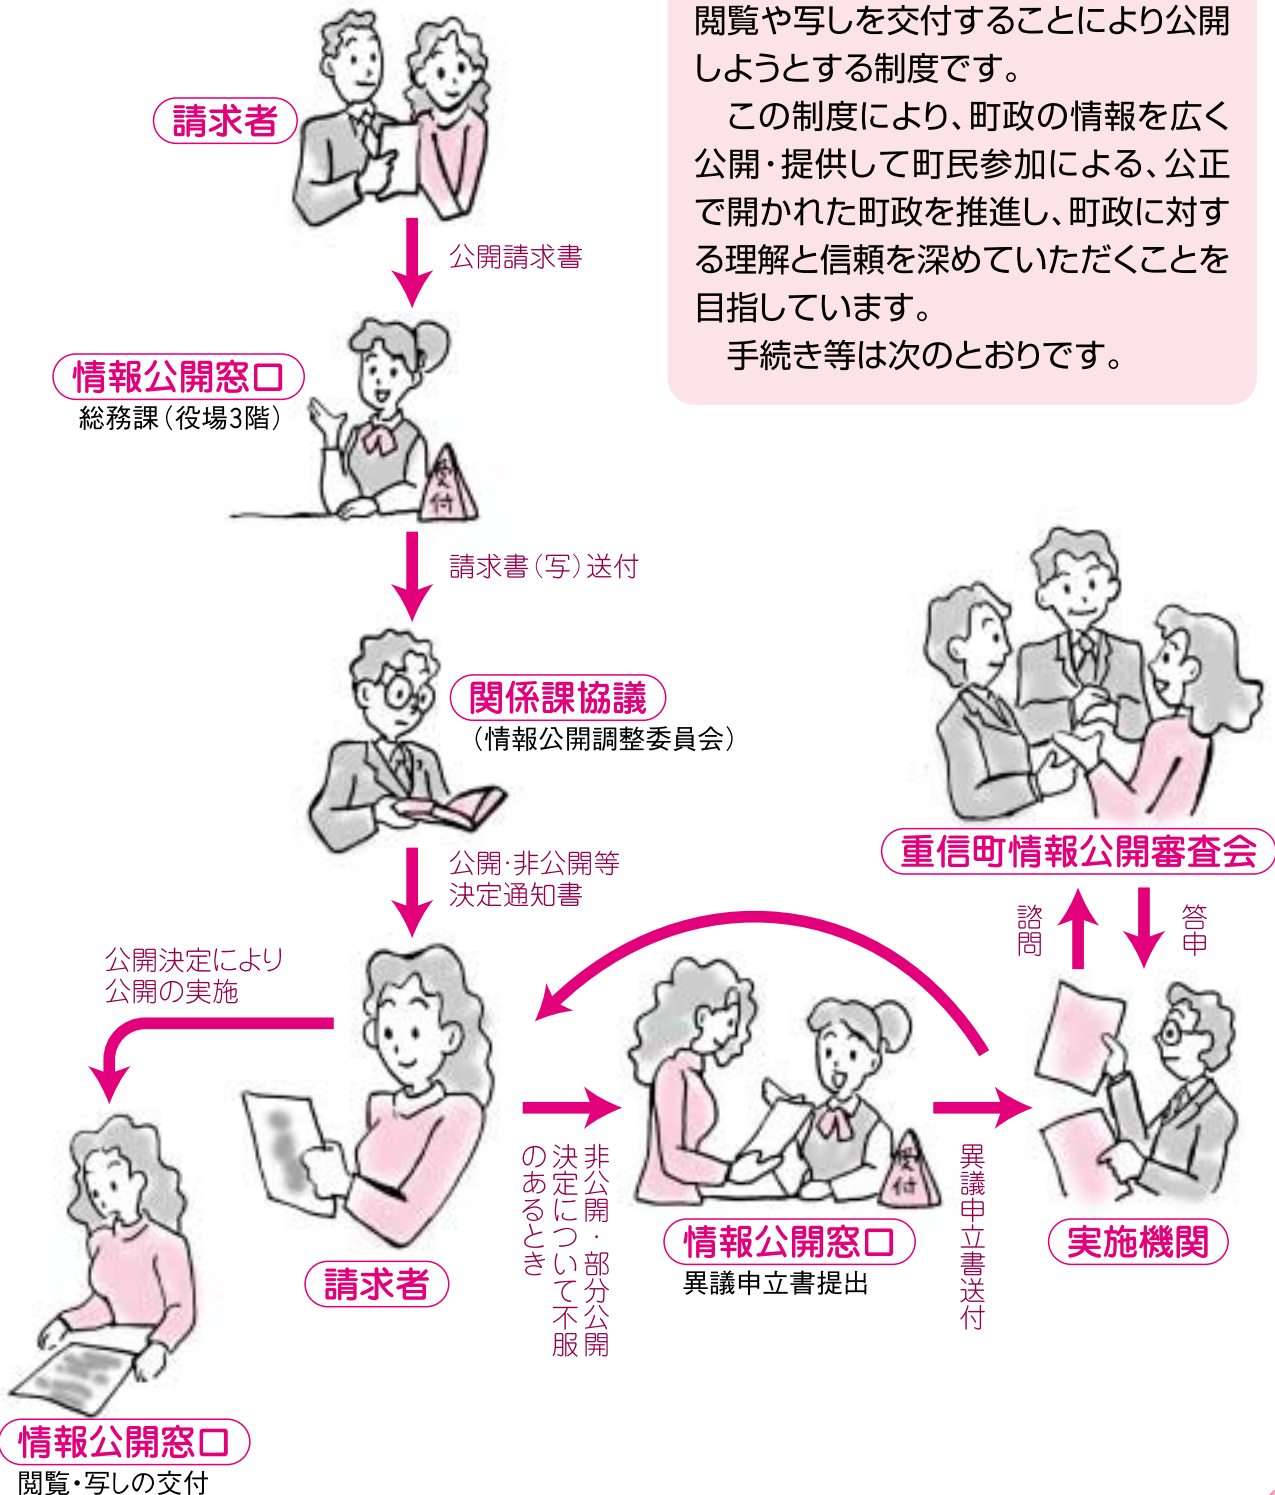 閲覧や写しを交付することにより公開
しようとする制度です。
この制度により、町政の情報を広く
公開・提供して町民参加による、公正
で開かれた町政を推進し、町政に対す
る理解と信頼を深めていただくことを
目指しています。
手続き等は次のとおりです。
請求者
公開請求書
情報公開窓口
総務課(役場3階)
受付
請求書(写)送付
関係課協議
(情報公開調整委員会)
公開・非公開等
決定通知書
重信町情報公開審査会
諮問
答申
公開決定により
公開の実施
請求者
非公開・部分公開
決定について不服
のあるとき
受付
情報公開窓口
異議申立書提出
異議申立書送付
実施機関
情報公開窓口
閲覧・写しの交付